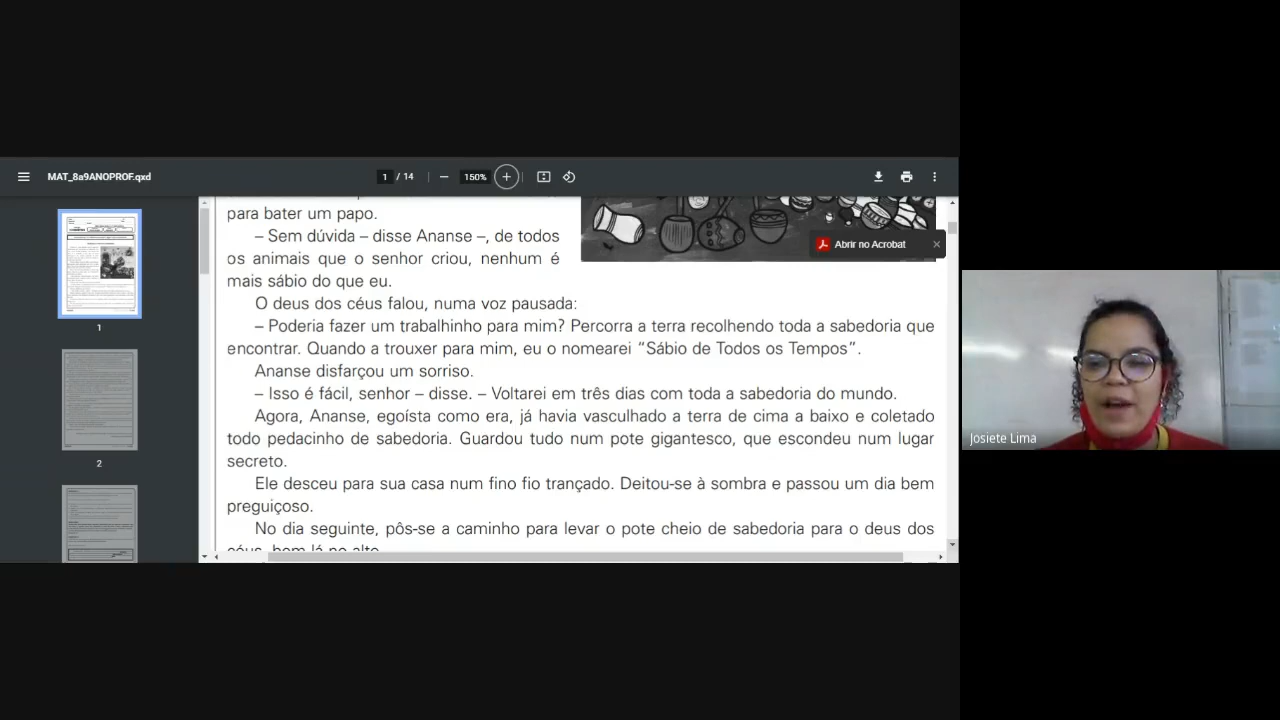 MAT_8a9ANOPROF.qxd
1 / 14
150%
para bater um papo.
– Sem dúvida – disse Ananse –, de todos
os animais que o senhor criou, nenhum é
mais sábio do que eu.
Abrir no Acrobat
O deus dos céus falou, numa voz pausada:
– Poderia fazer um trabalhinho para mim? Percorra a terra recolhendo toda a sabedoria que
encontrar. Quando a trouxer para mim, eu o nomearei “Sábio de Todos os Tempos”.
Ananse disfarçou um sorriso.
– Isso é fácil, senhor – disse. – Voltarei em três dias com toda a sabedoria do mundo.
Agora, Ananse, egoísta como era, já havia vasculhado a terra de cima a baixo e coletado
todo pedacinho de sabedoria. Guardou tudo num pote gigantesco, que escondeu num lugar
secreto.
Ele desceu para sua casa num fino fio trançado. Deitou-se à sombra e passou um dia bem
preguiçoso.
No dia seguinte, pôs-se a caminho para levar o pote cheio de sabedoria para o deus dos
céus, bem lá no alto.
1
2
Josiete Lima